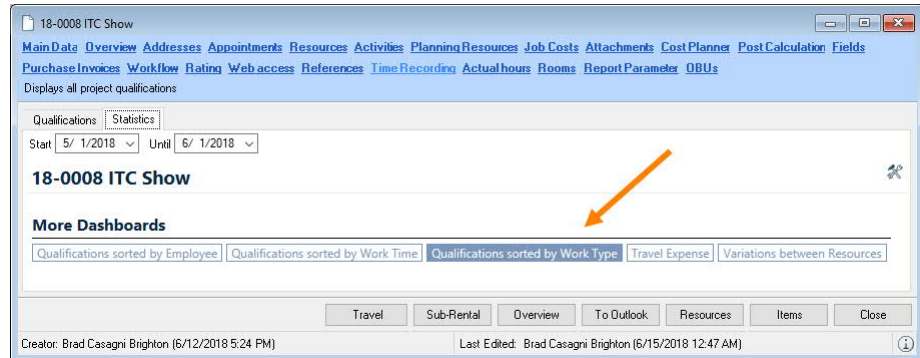 18-0008 ITC Show
Main Data Overview Addresses Appointments Resources Activities Planning Resources Job Costs Attachments Cost Planner Post Calculation Fields
Purchase Invoices Workflow Rating Web access References Time Recording Actual hours Rooms Report Parameter OBUs
Displays all project qualifications
Qualifications Statistics
Start 5/ 1/2018 Until 6/ 1/2018
18-0008 ITC Show
More Dashboards
Qualifications sorted by Employee Qualifications sorted by Work Time Qualifications sorted by Work Type Travel Expense Variations between Resources
Travel Sub-Rental Overview To Outlook Resources Items Close
Creator: Brad Casagni Brighton (6/12/2018 5:24 PM) Last Edited: Brad Casagni Brighton (6/15/2018 12:47 AM)